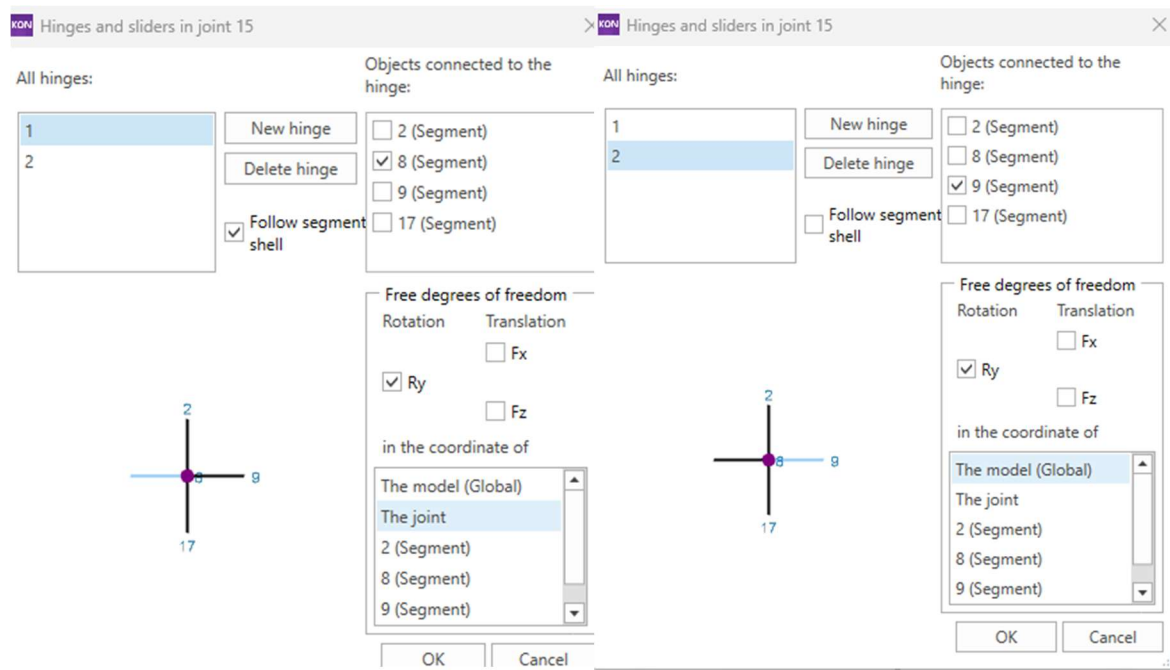 KON Hinges and sliders in joint 15
All hinges:
Objects connected to the
hinge:
1
2
New hinge
Delete hinge
Follow segment
shell
2 (Segment)
8 (Segment)
9 (Segment)
17 (Segment)
Free degrees of freedom
Rotation Translation
Fx
Ry
Fz
in the coordinate of
The model (Global)
The joint
2 (Segment)
8 (Segment)
9 (Segment)
2
8 9
17
OK Cancel
KON Hinges and sliders in joint 15
All hinges:
Objects connected to the
hinge:
1
2
New hinge
Delete hinge
Follow segment
shell
2 (Segment)
8 (Segment)
9 (Segment)
17 (Segment)
Free degrees of freedom
Rotation Translation
Fx
Ry
Fz
in the coordinate of
The model (Global)
The joint
2 (Segment)
8 (Segment)
9 (Segment)
2
8 9
17
OK Cancel